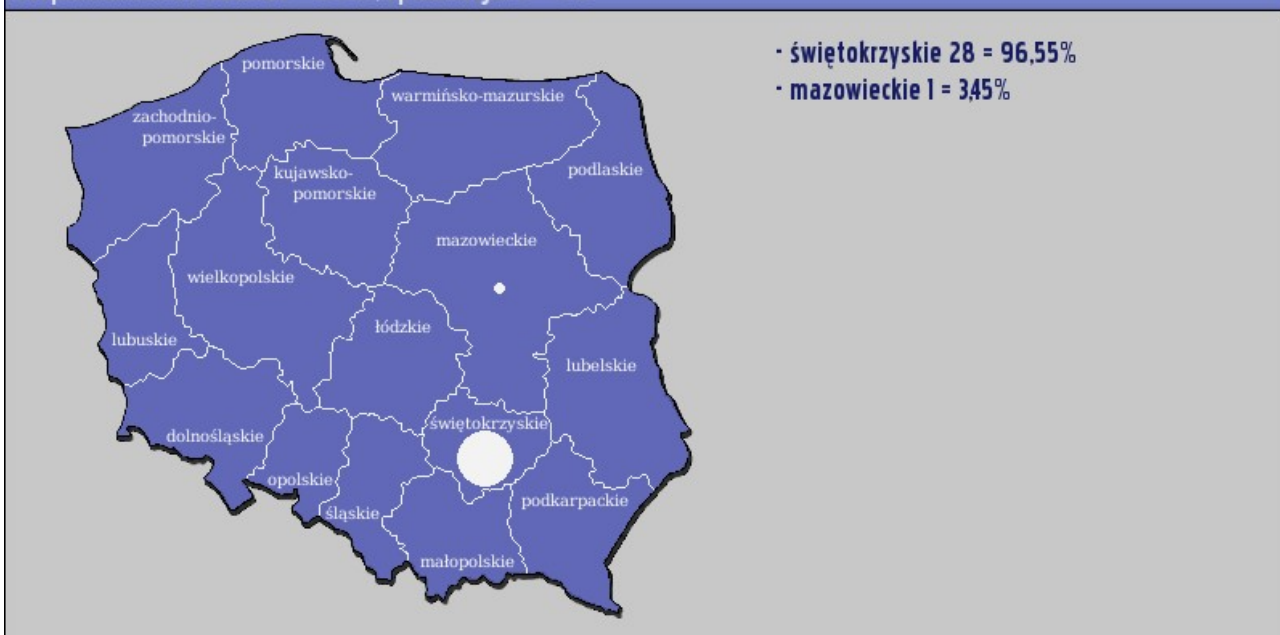 - świętokrzyskie 28 = 96,55%
- mazowieckie 1 = 3,45%
pomorskie
warmińsko-mazurskie
zachodnio-
pomorskie
kujawsko-
pomorskie
podlaskie
mazowieckie
wielkopolskie
łódzkie
lubuskie
lubelskie
świętokrzyskie
dolnośląskie
opolskie
podkarpackie
śląskie
małopolskie